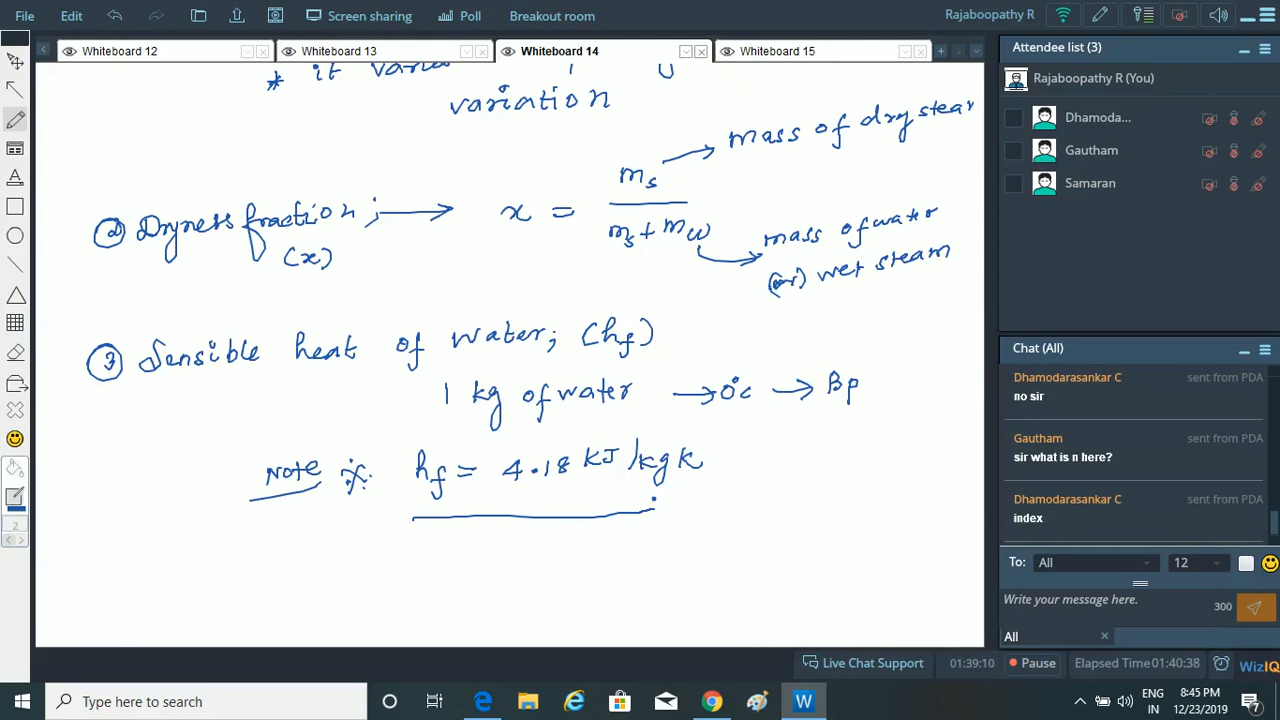 File
Edit
Screen sharing
Poll
Breakout room
Rajaboopathy R
Whiteboard 12
Whiteboard 13
Whiteboard 14
Whiteboard 15
* it
variation
② Dryness fraction ; → x = ms / ms + mw
(x)
mass of dry steam
mass of water
(or) wet steam
③ Sensible heat of water; (hf)
1 kg of water → 0°c → Bp
Note ※ hf = 4.18 KJ/kg K
Attendee list (3)
Rajaboopathy R (You)
Dhamoda...
Gautham
Samaran
Chat (All)
Dhamodarasankar C sent from PDA
no sir
Gautham sent from PDA
sir what is n here?
Dhamodarasankar C sent from PDA
index
To: All 12
Write your message here. 300
All
2
Live Chat Support
01:39:10
Pause
Elapsed Time 01:40:38
WizIQ
Type here to search
W
ENG
IN
8:45 PM
12/23/2019
7